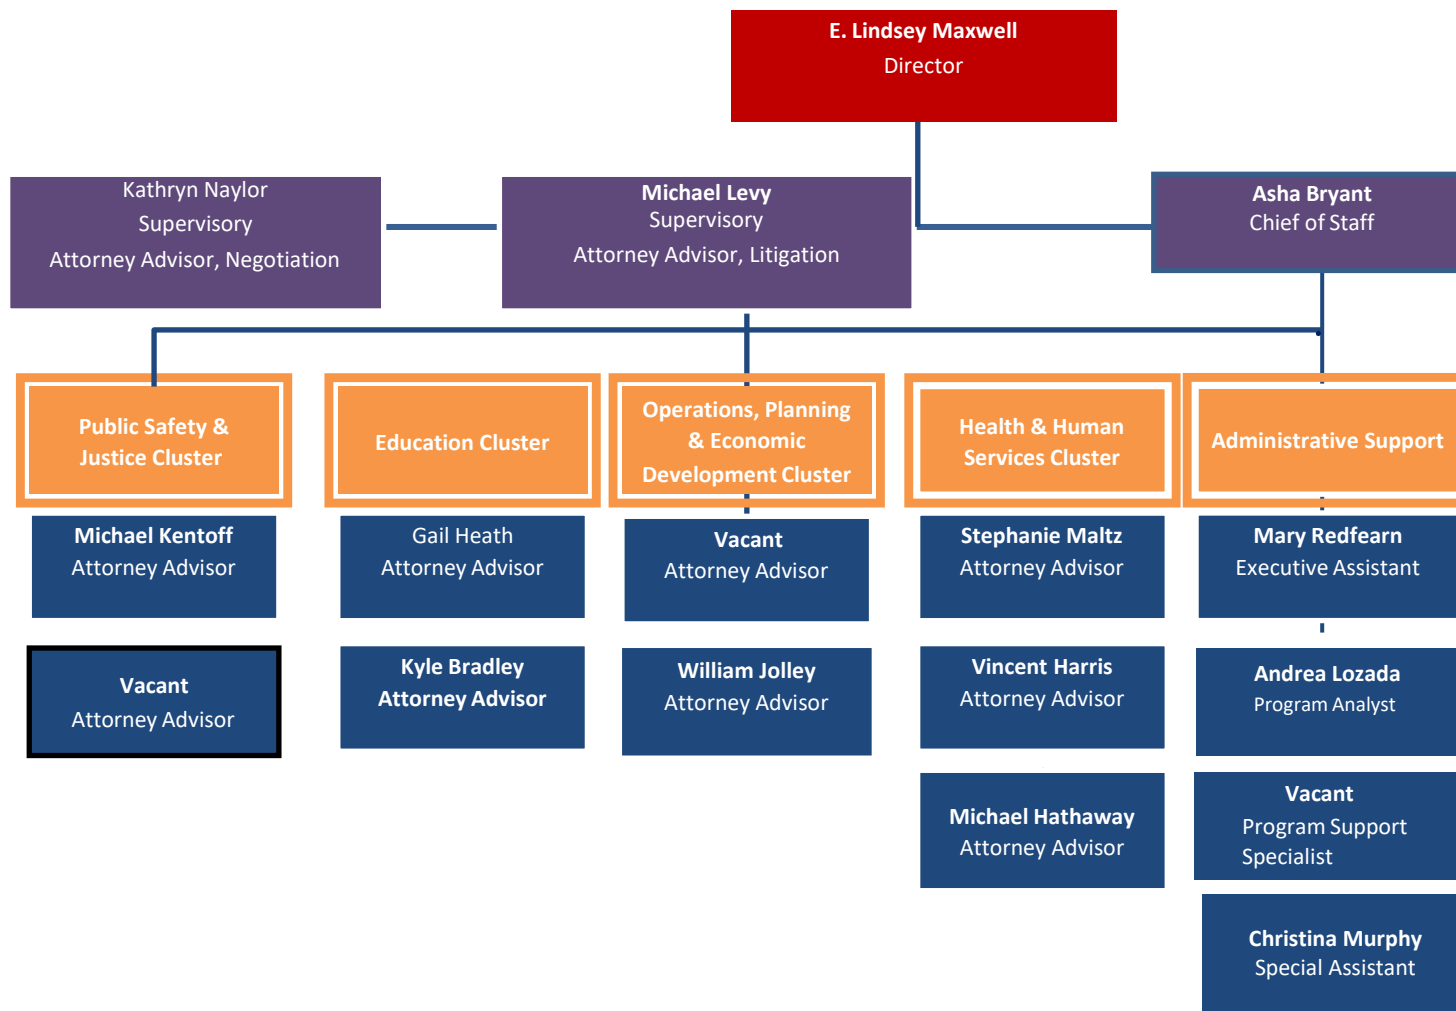 E. Lindsey Maxwell
Director
Kathryn Naylor
Supervisory
Attorney Advisor, Negotiation
Michael Levy
Supervisory
Attorney Advisor, Litigation
Asha Bryant
Chief of Staff
Public Safety &
Justice Cluster
Education Cluster
Operations, Planning
& Economic
Development Cluster
Health & Human
Services Cluster
Administrative Support
Michael Kentoff
Attorney Advisor
Gail Heath
Attorney Advisor
Vacant
Attorney Advisor
Stephanie Maltz
Attorney Advisor
Mary Redfearn
Executive Assistant
Vacant
Attorney Advisor
Kyle Bradley
Attorney Advisor
William Jolley
Attorney Advisor
Vincent Harris
Attorney Advisor
Andrea Lozada
Program Analyst
Michael Hathaway
Attorney Advisor
Vacant
Program Support
Specialist
Christina Murphy
Special Assistant